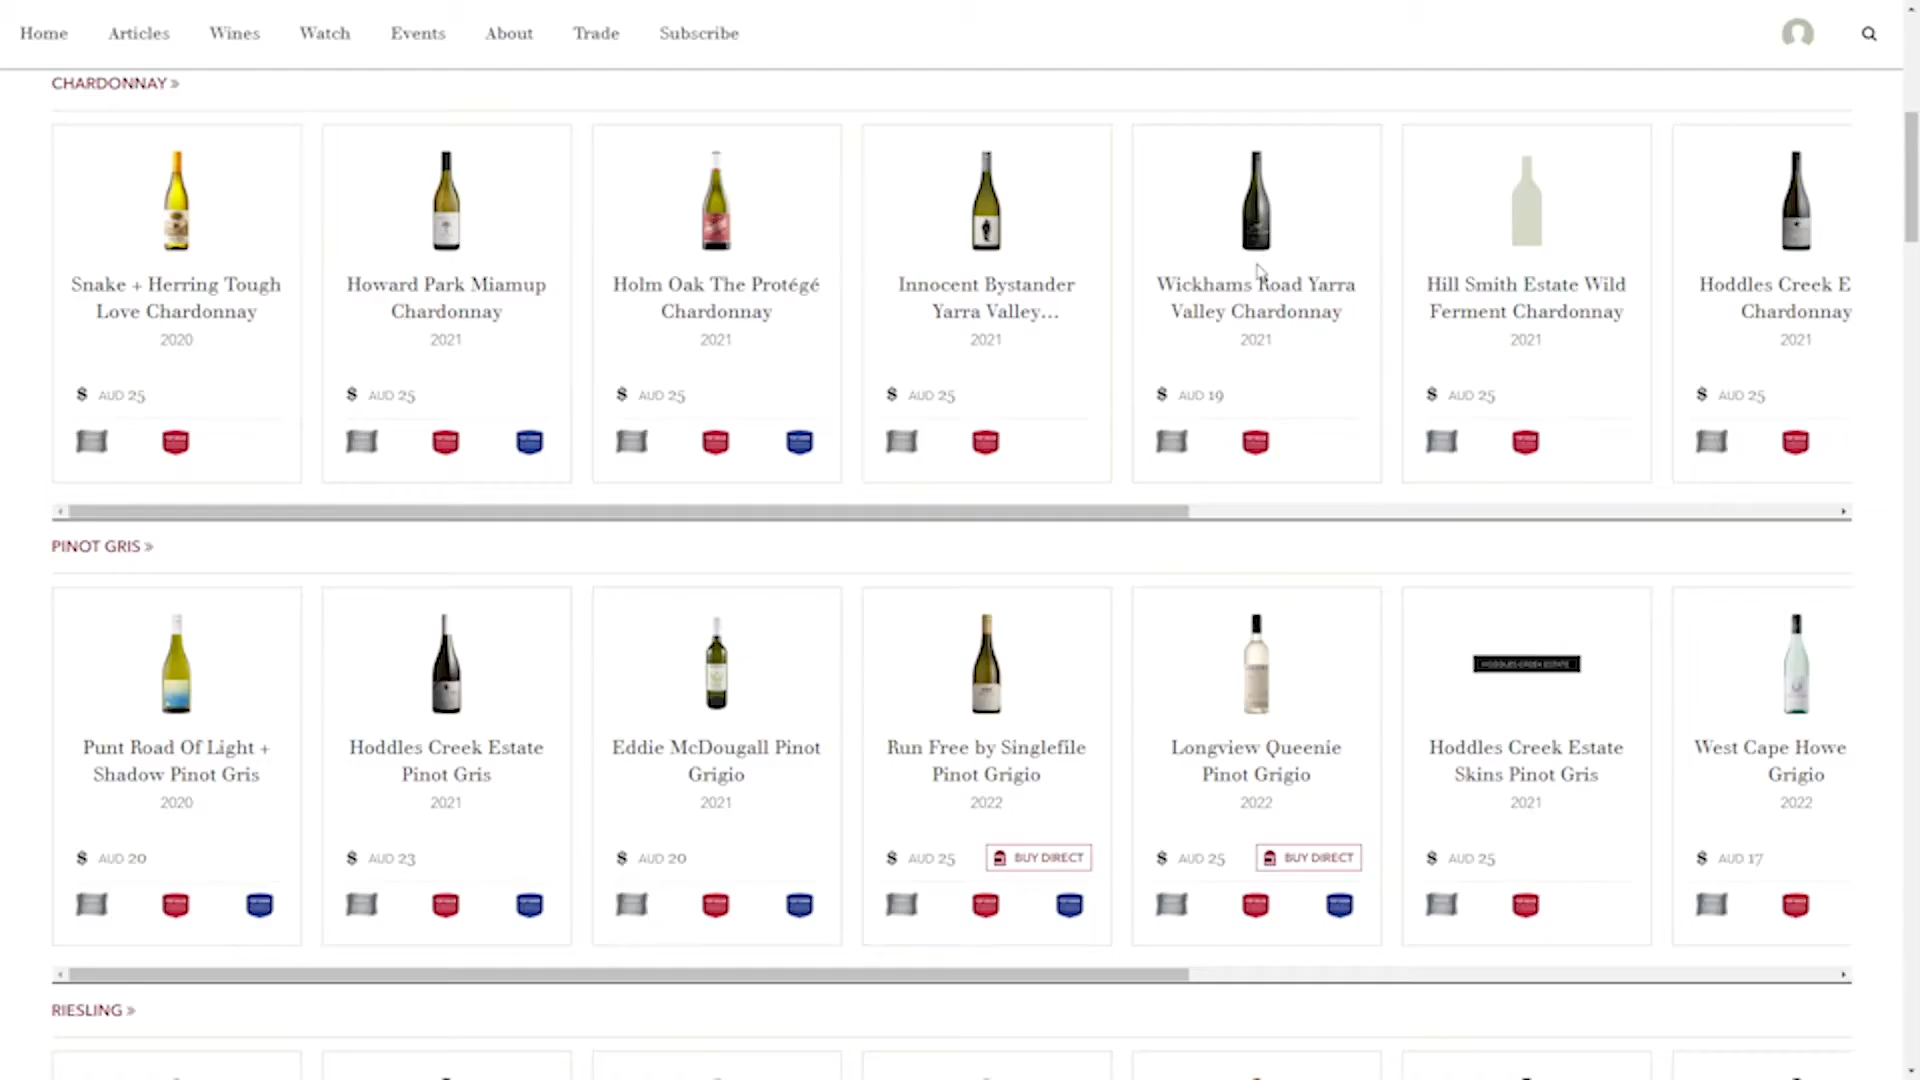 Home Articles Wines Watch Events About Trade Subscribe
CHARDONNAY »
Snake + Herring Tough
Love Chardonnay
2020
$ AUD 25
Howard Park Miamup
Chardonnay
2021
$ AUD 25
Holm Oak The Protégé
Chardonnay
2021
$ AUD 25
Innocent Bystander
Yarra Valley...
2021
$ AUD 25
Wickhams Road Yarra
Valley Chardonnay
2021
$ AUD 19
Hill Smith Estate Wild
Ferment Chardonnay
2021
$ AUD 25
Hoddles Creek E
Chardonnay
2021
$ AUD 25
PINOT GRIS »
Punt Road Of Light +
Shadow Pinot Gris
2020
$ AUD 20
Hoddles Creek Estate
Pinot Gris
2021
$ AUD 23
Eddie McDougall Pinot
Grigio
2021
$ AUD 20
Run Free by Singlefile
Pinot Grigio
2022
$ AUD 25 BUY DIRECT
Longview Queenie
Pinot Grigio
2022
$ AUD 25 BUY DIRECT
HODDLES CREEK ESTATE
Hoddles Creek Estate
Skins Pinot Gris
2021
$ AUD 25
West Cape Howe
Grigio
2022
$ AUD 17
RIESLING »